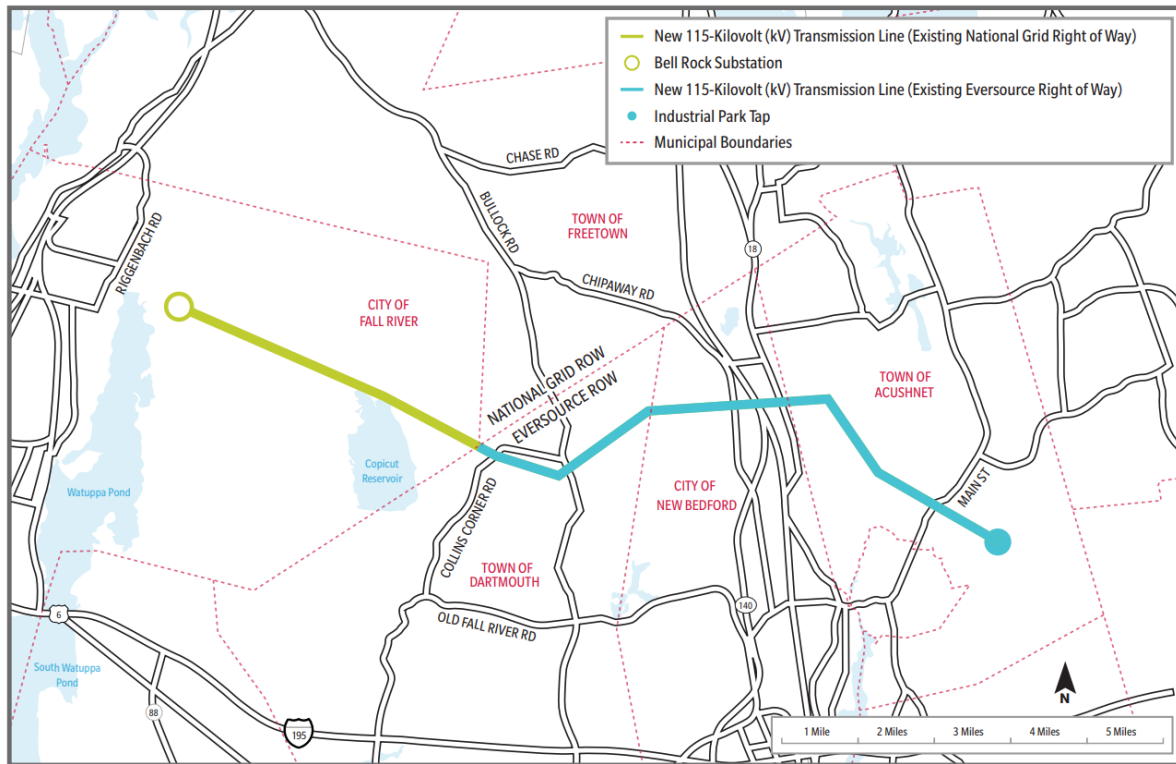 New 115-Kilovolt (kV) Transmission Line (Existing National Grid Right of Way)
Bell Rock Substation
New 115-Kilovolt (kV) Transmission Line (Existing Eversource Right of Way)
Industrial Park Tap
Municipal Boundaries
CHASE RD
BULLOCK RD
TOWN OF
FREETOWN
18
RIGGENBACH RD
CHIPAWAY RD
CITY OF
FALL RIVER
NATIONAL GRID ROW
EVERSOURCE ROW
TOWN OF
ACUSHNET
Copicut
Reservoir
Watuppa Pond
CITY OF
NEW BEDFORD
MAIN ST
COLLINS CORNER RD
TOWN OF
DARTMOUTH
OLD FALL RIVER RD
140
6
South Watuppa
Pond
88
195
N
1 Mile
2 Miles
3 Miles
4 Miles
5 Miles